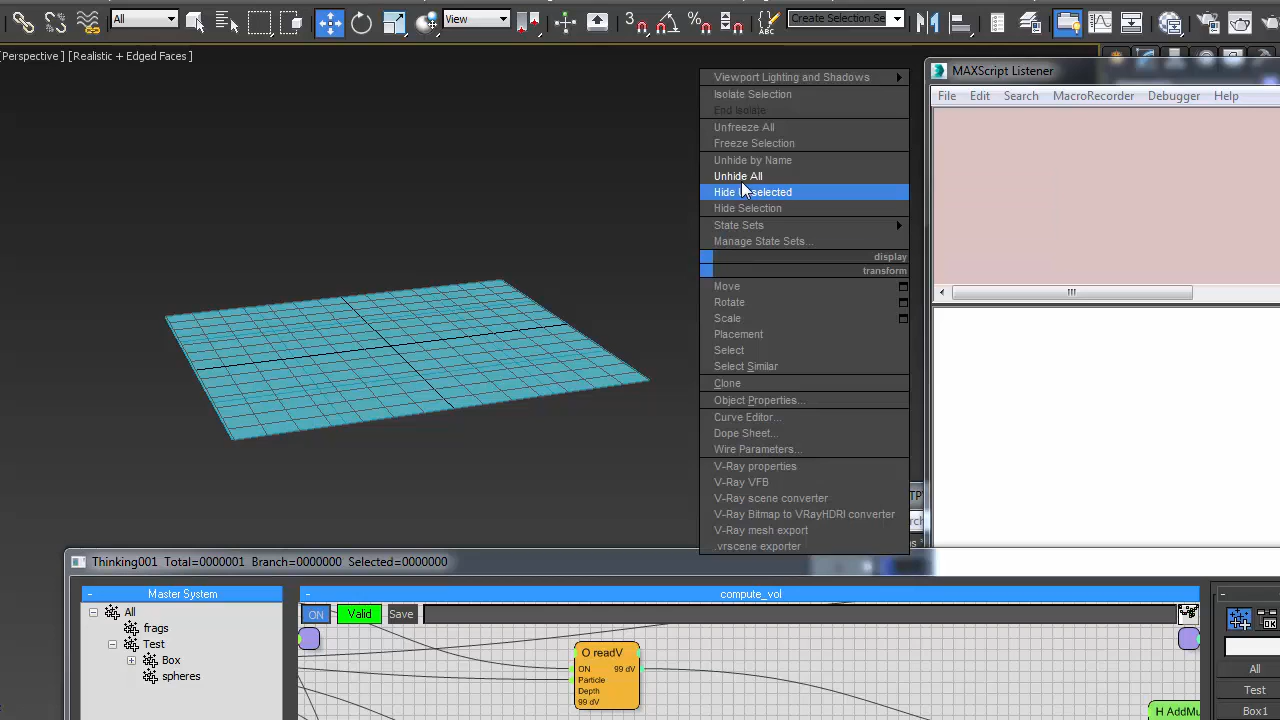 All
View
3
%
ABC
Create Selection Se
[Perspective ] [Realistic + Edged Faces ]
Viewport Lighting and Shadows
Isolate Selection
End Isolate
Unfreeze All
Freeze Selection
Unhide by Name
Unhide All
Hide Unselected
Hide Selection
State Sets
Manage State Sets...
display
transform
Move
Rotate
Scale
Placement
Select
Select Similar
Clone
Object Properties...
Curve Editor...
Dope Sheet...
Wire Parameters...
V-Ray properties
V-Ray VFB
V-Ray scene converter
V-Ray Bitmap to VRayHDRI converter
V-Ray mesh export
.vrscene exporter
MAXScript Listener
File Edit Search MacroRecorder Debugger Help
Thinking001 Total=0000001 Branch=0000000 Selected=0000000
Master System
All
frags
Test
Box
spheres
compute_vol
ON Valid Save
O readV
ON 99 dV
Particle
Depth
99 dV
H AddMu
All
Test
Box1